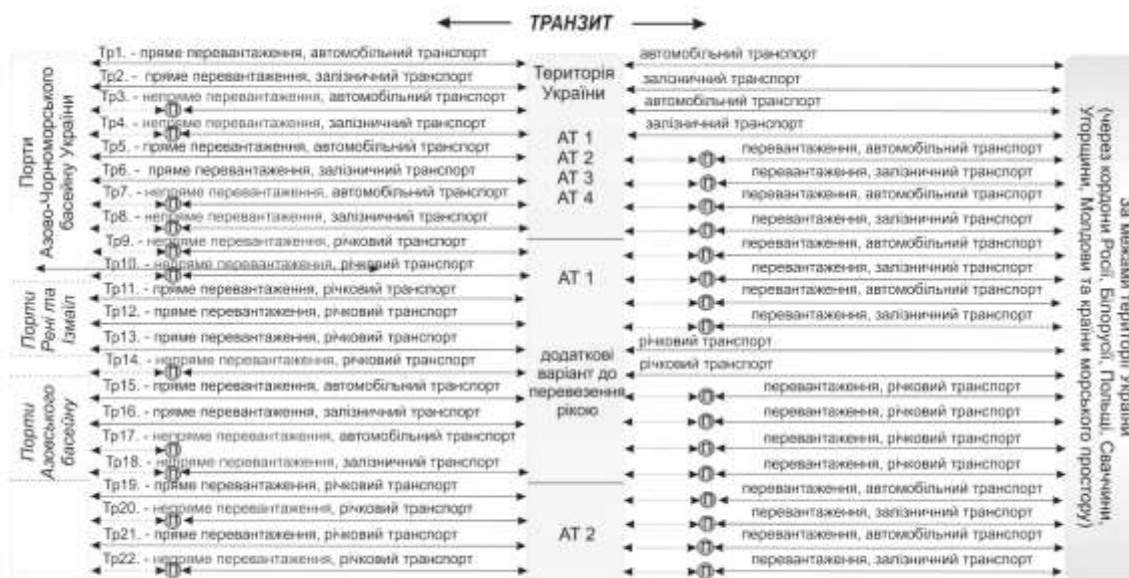 ТРАНЗИТ
Порти
Азово-Чорноморського
басейну України
Порти
Рені та
Ізмаїл
Порти
Азовського
басейну
Тр1. - пряме перевантаження, автомобільний транспорт
Тр2. - пряме перевантаження, залізничний транспорт
Тр3. - непряме перевантаження, автомобільний транспорт
Тр4. - непряме перевантаження, залізничний транспорт
Тр5. - пряме перевантаження, автомобільний транспорт
Тр6. - пряме перевантаження, залізничний транспорт
Тр7. - непряме перевантаження, автомобільний транспорт
Тр8. - непряме перевантаження, залізничний транспорт
Тр9. - непряме перевантаження, річковий транспорт
Тр10. - непряме перевантаження, річковий транспорт
Тр11. - пряме перевантаження, річковий транспорт
Тр12. - пряме перевантаження, річковий транспорт
Тр13. - пряме перевантаження, річковий транспорт
Тр14. - непряме перевантаження, річковий транспорт
Тр15. - пряме перевантаження, автомобільний транспорт
Тр16. - пряме перевантаження, залізничний транспорт
Тр17. - непряме перевантаження, автомобільний транспорт
Тр18. - непряме перевантаження, залізничний транспорт
Тр19. - пряме перевантаження, річковий транспорт
Тр20. - непряме перевантаження, річковий транспорт
Тр21. - пряме перевантаження, річковий транспорт
Тр22. - непряме перевантаження, річковий транспорт
Територія
України
АТ 1
АТ 2
АТ 3
АТ 4
АТ 1
додаткові
варіант до
перевезення
рікою
АТ 2
автомобільний транспорт
залізничний транспорт
автомобільний транспорт
залізничний транспорт
перевантаження, автомобільний транспорт
перевантаження, залізничний транспорт
перевантаження, автомобільний транспорт
перевантаження, залізничний транспорт
перевантаження, автомобільний транспорт
перевантаження, залізничний транспорт
перевантаження, автомобільний транспорт
перевантаження, залізничний транспорт
річковий транспорт
річковий транспорт
перевантаження, річковий транспорт
перевантаження, річковий транспорт
перевантаження, річковий транспорт
перевантаження, річковий транспорт
перевантаження, автомобільний транспорт
перевантаження, залізничний транспорт
перевантаження, автомобільний транспорт
перевантаження, залізничний транспорт
За межами території України
(через кордони Росії, Білорусії, Польщі, Сваччини,
Угорщини, Молдови та країни морського простору)